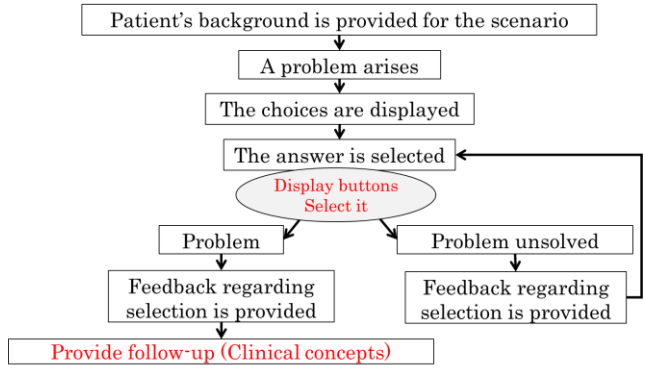 Patient’s background is provided for the scenario
A problem arises
The choices are displayed
The answer is selected
Display buttons
Select it
Problem
Problem unsolved
Feedback regarding
selection is provided
Feedback regarding
selection is provided
Provide follow-up (Clinical concepts)